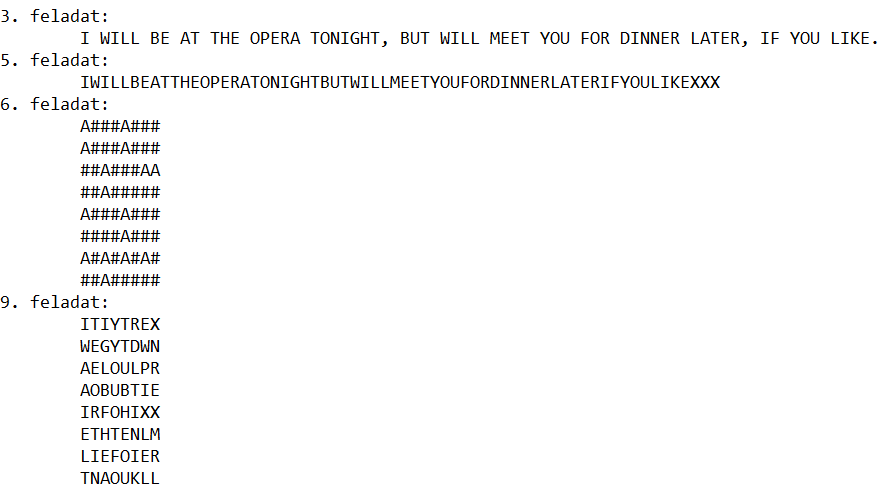 3. feladat:
I WILL BE AT THE OPERA TONIGHT, BUT WILL MEET YOU FOR DINNER LATER, IF YOU LIKE.
5. feladat:
IWILLBEATTHEOPERATONIGHTBUTWILLMEETYOUFORDINNERLATERIFYOULIKEXXX
6. feladat:
A###A###
A###A###
##A###AA
##A#####
A###A###
####A###
A#A#A#A#
##A#####
9. feladat:
ITIYTREX
WEGYTDWN
AELOULPR
AOBUBTIE
IRFOHIXX
ETHTENLM
LIEFOIER
TNAOUKLL